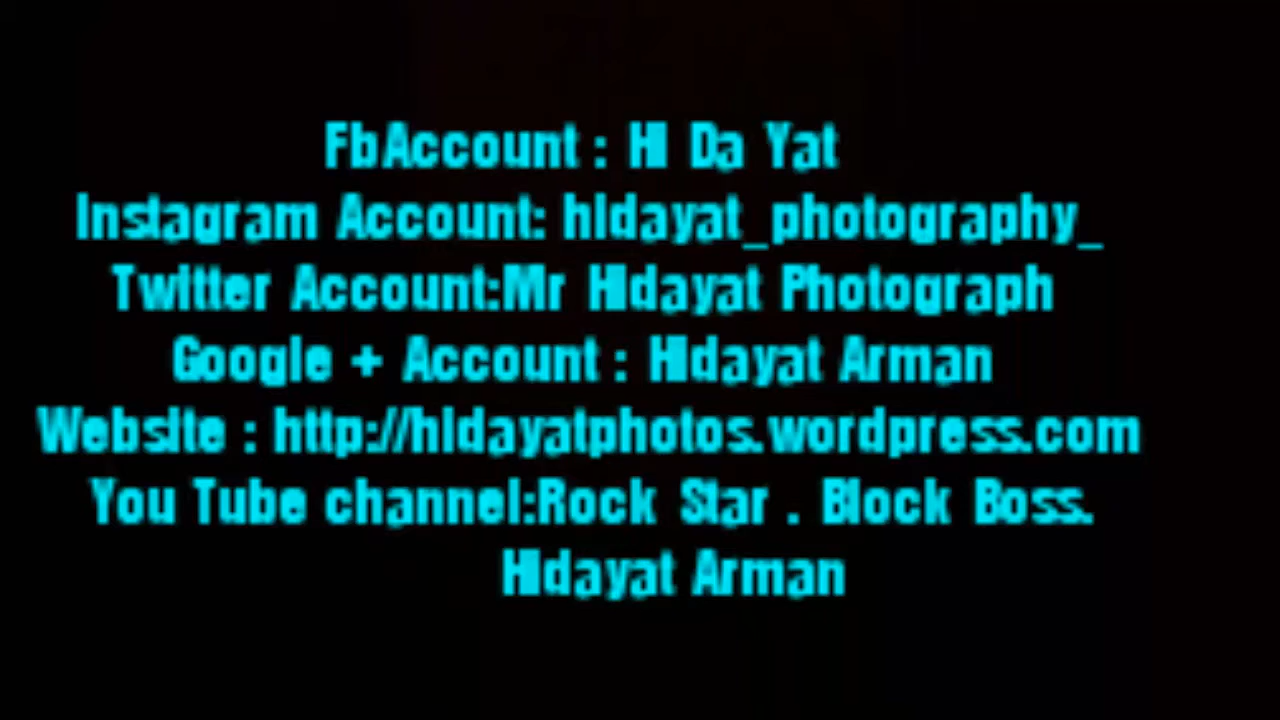 FbAccount : Hi Da Yat
Instagram Account: hidayat_photography_
Twitter Account:Mr Hidayat Photograph
Google + Account : Hidayat Arman
Website : http://hidayatphotos.wordpress.com
You Tube channel:Rock Star . Block Boss.
Hidayat Arman